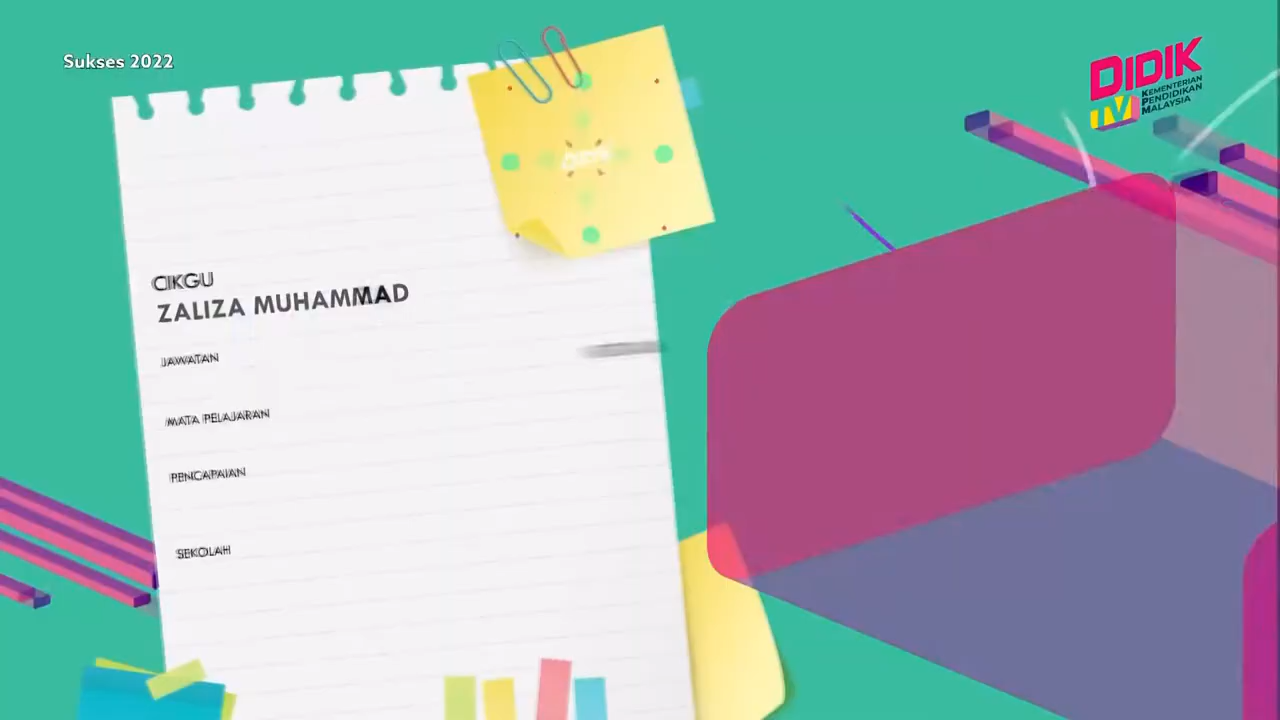 Sukses 2022
DIDIK
TV
KEMENTERIAN
PENDIDIKAN
MALAYSIA
CIKGU
ZALIZA MUHAMMAD
JAWATAN
MATA PELAJARAN
PENCAPAIAN
SEKOLAH